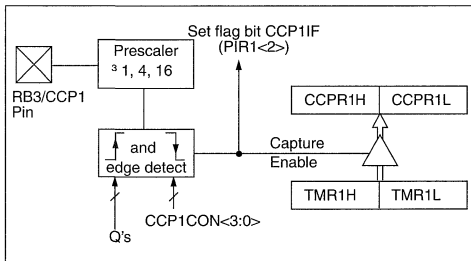 Set flag bit CCP1IF
(PIR1<2>)
Prescaler
³ 1, 4, 16
RB3/CCP1
Pin
CCPR1H CCPR1L
and
edge detect
Capture
Enable
TMR1H TMR1L
CCP1CON<3:0>
Q's